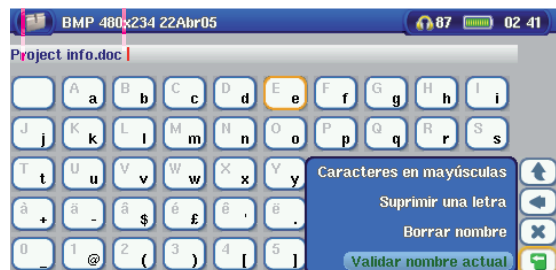 BMP 480x234 22Abr05 87 02 41
Project info.doc
A a B b C c D d E e F f G g H h I i
J j K k L l M m N n O o P p Q q R r S s
T t U u V v W w X x Y y Caracteres en mayúsculas
Suprimir una letra
à + ä - â $ é £ ê ' ë . Borrar nombre
0 _ 1 @ 2 ( 3 ) 4 [ 5 ] Validar nombre actual